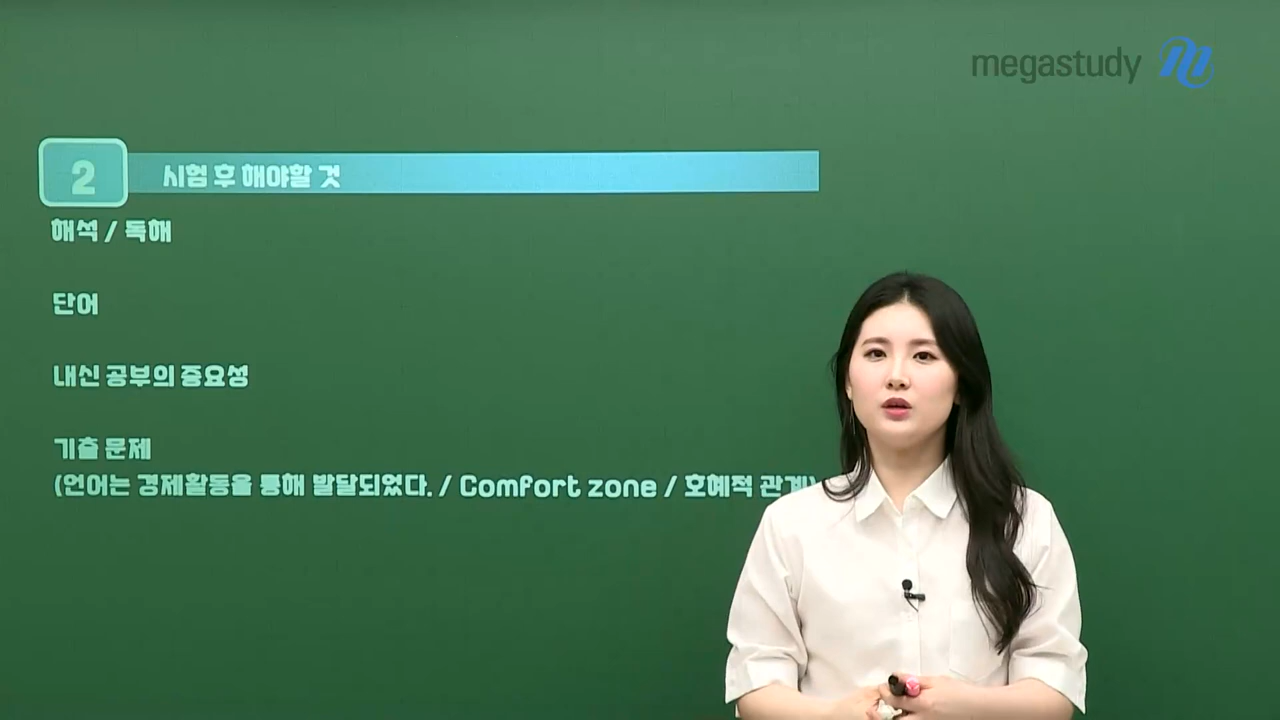 megastudy
2 시험 후 해야할 것
해석 / 독해
단어
내신 공부의 중요성
기출 문제
(언어는 경제활동을 통해 발달되었다. / Comfort zone / 호혜적 관계)